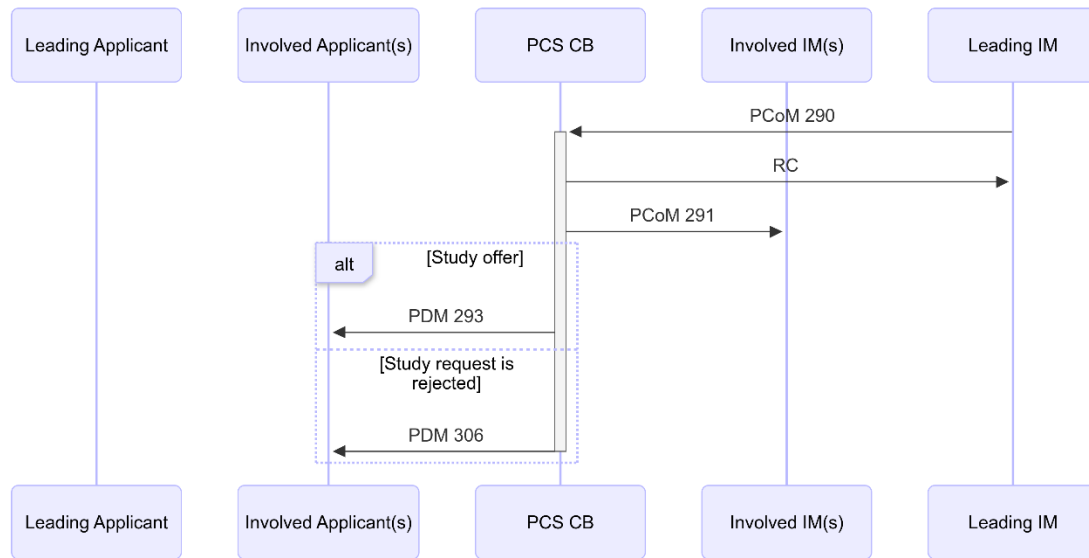 Leading Applicant
Involved Applicant(s)
PCS CB
Involved IM(s)
Leading IM
PCoM 290
RC
PCoM 291
alt
[Study offer]
PDM 293
[Study request is
rejected]
PDM 306
Leading Applicant
Involved Applicant(s)
PCS CB
Involved IM(s)
Leading IM